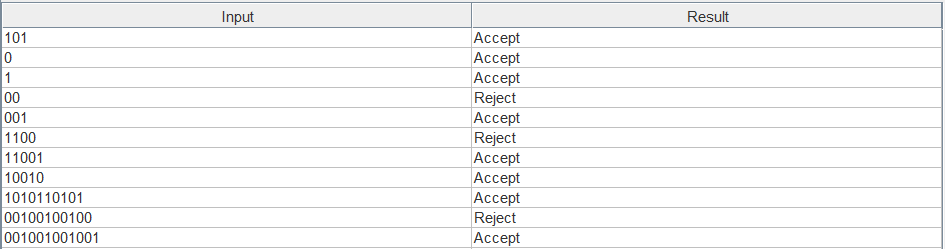 Input Result
101 Accept
0 Accept
1 Accept
00 Reject
001 Accept
1100 Reject
11001 Accept
10010 Accept
1010110101 Accept
00100100100 Reject
001001001001 Accept